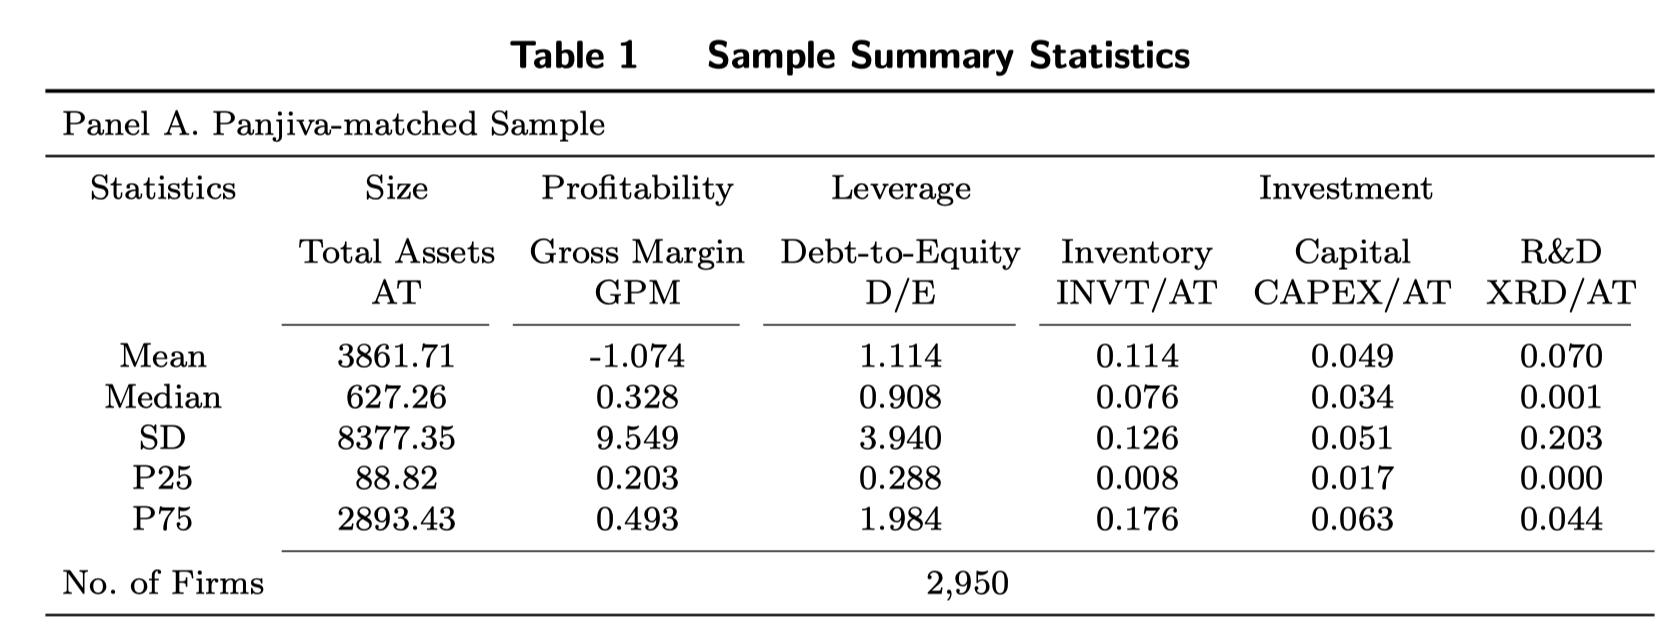 Table 1 Sample Summary Statistics
Panel A. Panjiva-matched Sample
Statistics Size Profitability Leverage Investment
Total Assets Gross Margin Debt-to-Equity Inventory Capital R&D
AT GPM D/E INVT/AT CAPEX/AT XRD/AT
Mean 3861.71 -1.074 1.114 0.114 0.049 0.070
Median 627.26 0.328 0.908 0.076 0.034 0.001
SD 8377.35 9.549 3.940 0.126 0.051 0.203
P25 88.82 0.203 0.288 0.008 0.017 0.000
P75 2893.43 0.493 1.984 0.176 0.063 0.044
No. of Firms 2,950